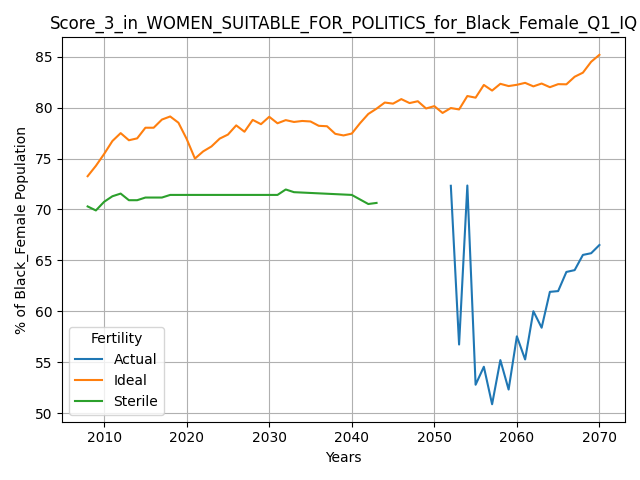 Score_3_in_WOMEN_SUITABLE_FOR_POLITICS_for_Black_Female_Q1_IQ
85
80
75
70
65
60
55
50
% of Black_Female Population
Fertility
Actual
Ideal
Sterile
2010 2020 2030 2040 2050 2060 2070
Years